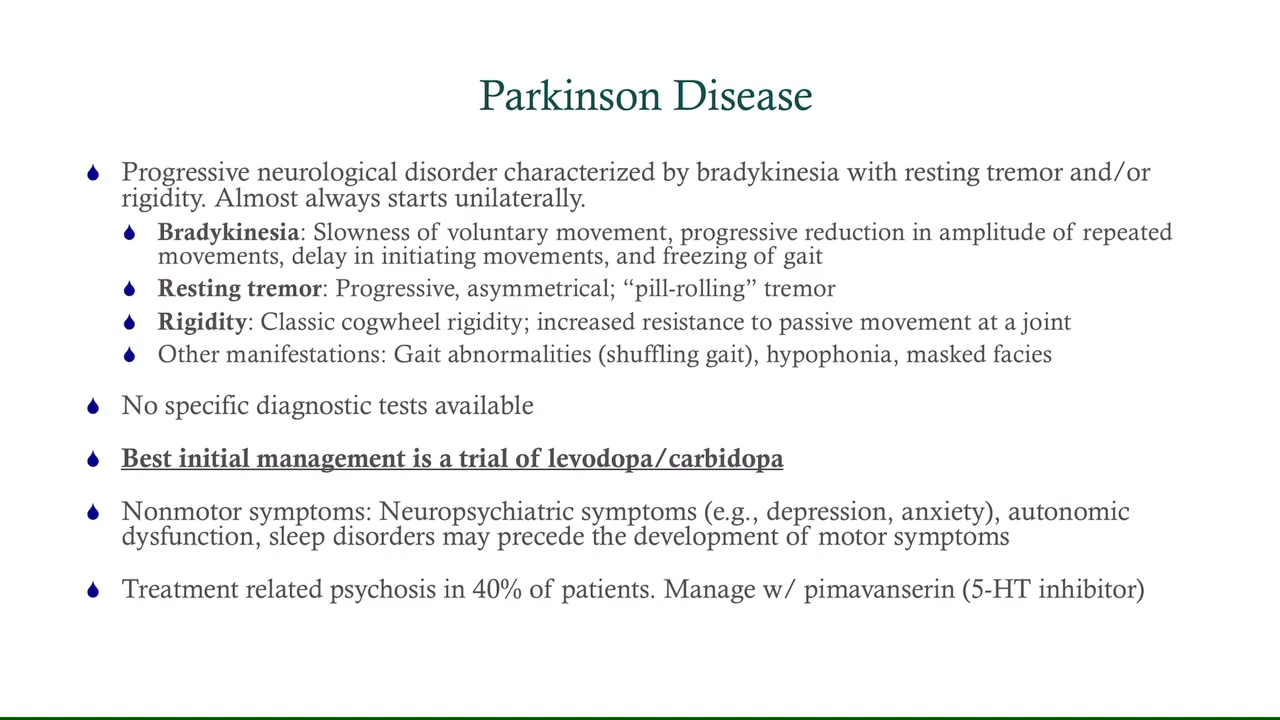 Parkinson Disease
Progressive neurological disorder characterized by bradykinesia with resting tremor and/or
rigidity. Almost always starts unilaterally.
Bradykinesia: Slowness of voluntary movement, progressive reduction in amplitude of repeated
movements, delay in initiating movements, and freezing of gait
Resting tremor: Progressive, asymmetrical; “pill-rolling” tremor
Rigidity: Classic cogwheel rigidity; increased resistance to passive movement at a joint
Other manifestations: Gait abnormalities (shuffling gait), hypophonia, masked facies
No specific diagnostic tests available
Best initial management is a trial of levodopa/carbidopa
Nonmotor symptoms: Neuropsychiatric symptoms (e.g., depression, anxiety), autonomic
dysfunction, sleep disorders may precede the development of motor symptoms
Treatment related psychosis in 40% of patients. Manage w/ pimavanserin (5-HT inhibitor)